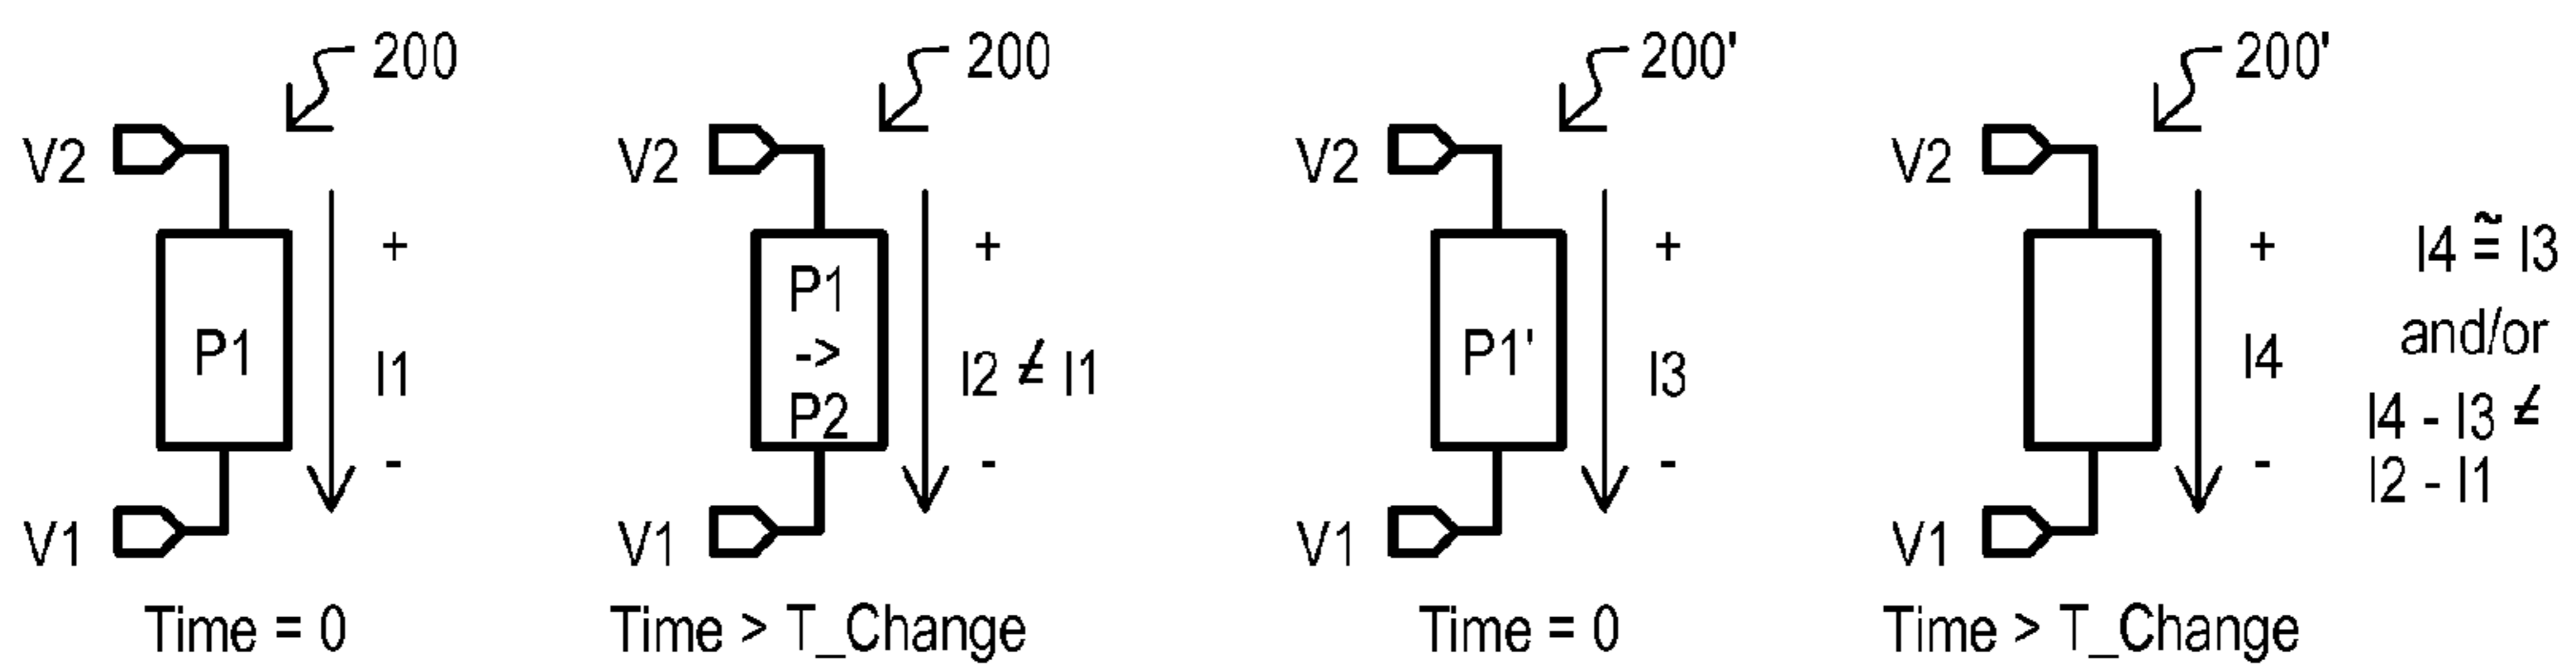 200 200 200' 200'
V2 V2 V2 V2
+ + + +
P1 I1
P1
->
P2
I2 ≠ I1
P1' I3
I4
I4 ≅ I3
and/or
I4 - I3 ≠
I2 - I1
- - - -
V1 V1 V1 V1
Time = 0 Time > T_Change Time = 0 Time > T_Change